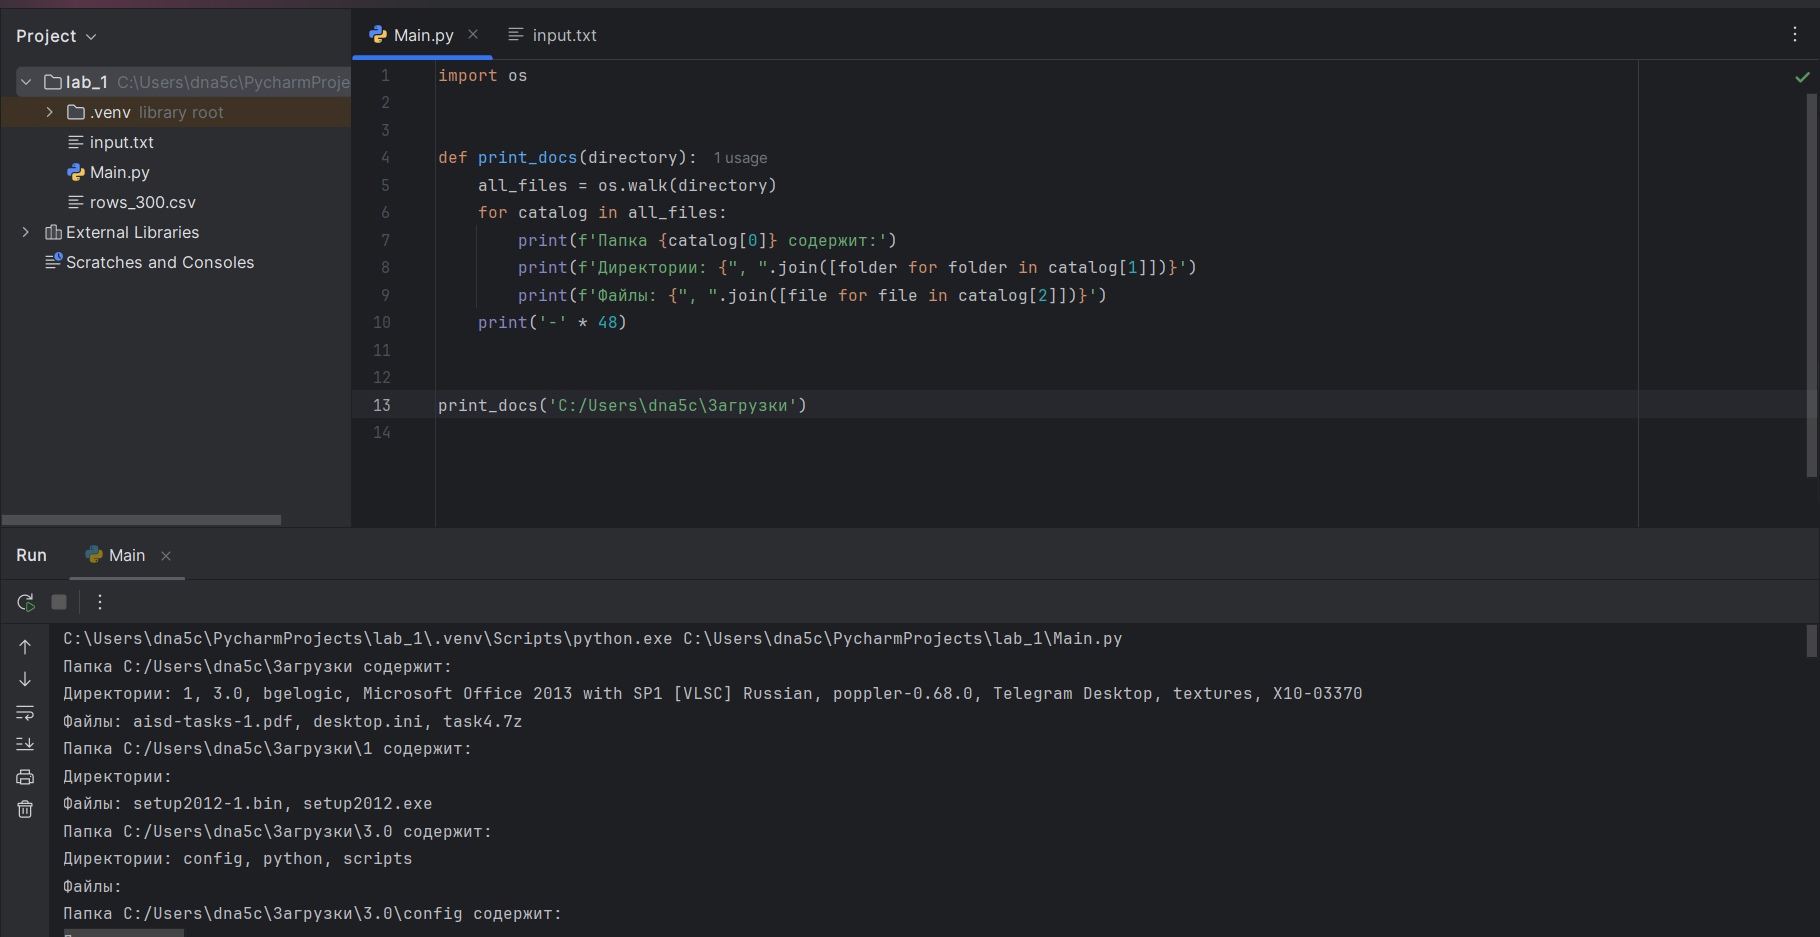 Project
lab_1 C:\Users\dna5c\PycharmProje
.venv library root
input.txt
Main.py
rows_300.csv
External Libraries
Scratches and Consoles
Main.py
input.txt
1 import os
2
3
4 def print_docs(directory): 1 usage
5 all_files = os.walk(directory)
6 for catalog in all_files:
7 print(f'Папка {catalog[0]} содержит:')
8 print(f'Директории: {", ".join([folder for folder in catalog[1]])}')
9 print(f'Файлы: {", ".join([file for file in catalog[2]])}')
10 print('-' * 48)
11
12
13 print_docs('C:/Users\dna5c\Загрузки')
14
Run Main
C:\Users\dna5c\PycharmProjects\lab_1\.venv\Scripts\python.exe C:\Users\dna5c\PycharmProjects\lab_1\Main.py
Папка C:/Users\dna5c\Загрузки содержит:
Директории: 1, 3.0, bgelogic, Microsoft Office 2013 with SP1 [VLSC] Russian, poppler-0.68.0, Telegram Desktop, textures, X10-03370
Файлы: aisd-tasks-1.pdf, desktop.ini, task4.7z
Папка C:/Users\dna5c\Загрузки\1 содержит:
Директории:
Файлы: setup2012-1.bin, setup2012.exe
Папка C:/Users\dna5c\Загрузки\3.0 содержит:
Директории: config, python, scripts
Файлы:
Папка C:/Users\dna5c\Загрузки\3.0\config содержит: